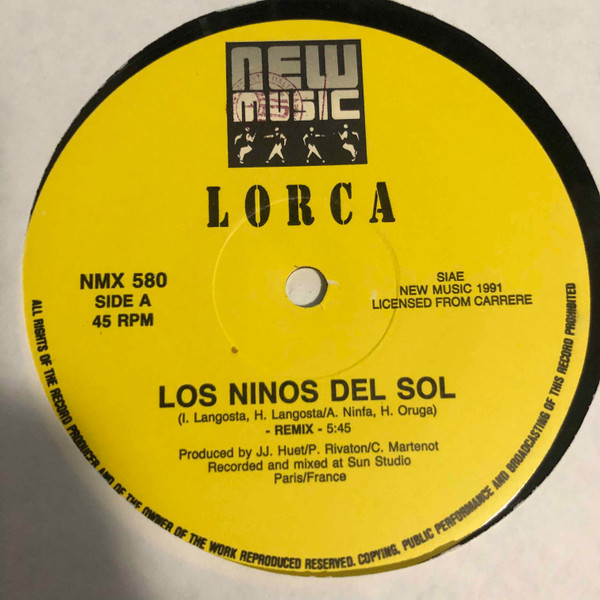 NEW
MUSIC
LORCA
NMX 580
SIDE A
45 RPM
SIAE
NEW MUSIC 1991
LICENSED FROM CARRERE
LOS NINOS DEL SOL
(I. Langosta, H. Langosta/A. Ninfa, H. Oruga)
- REMIX - 5:45
Produced by JJ. Huet/P. Rivaton/C. Martenot
Recorded and mixed at Sun Studio
Paris/France
ALL RIGHTS OF THE RECORD PRODUCER AND OF THE OWNER OF THE WORK REPRODUCED RESERVED. COPYING, PUBLIC PERFORMANCE AND BROADCASTING OF THIS RECORD PROHIBITED